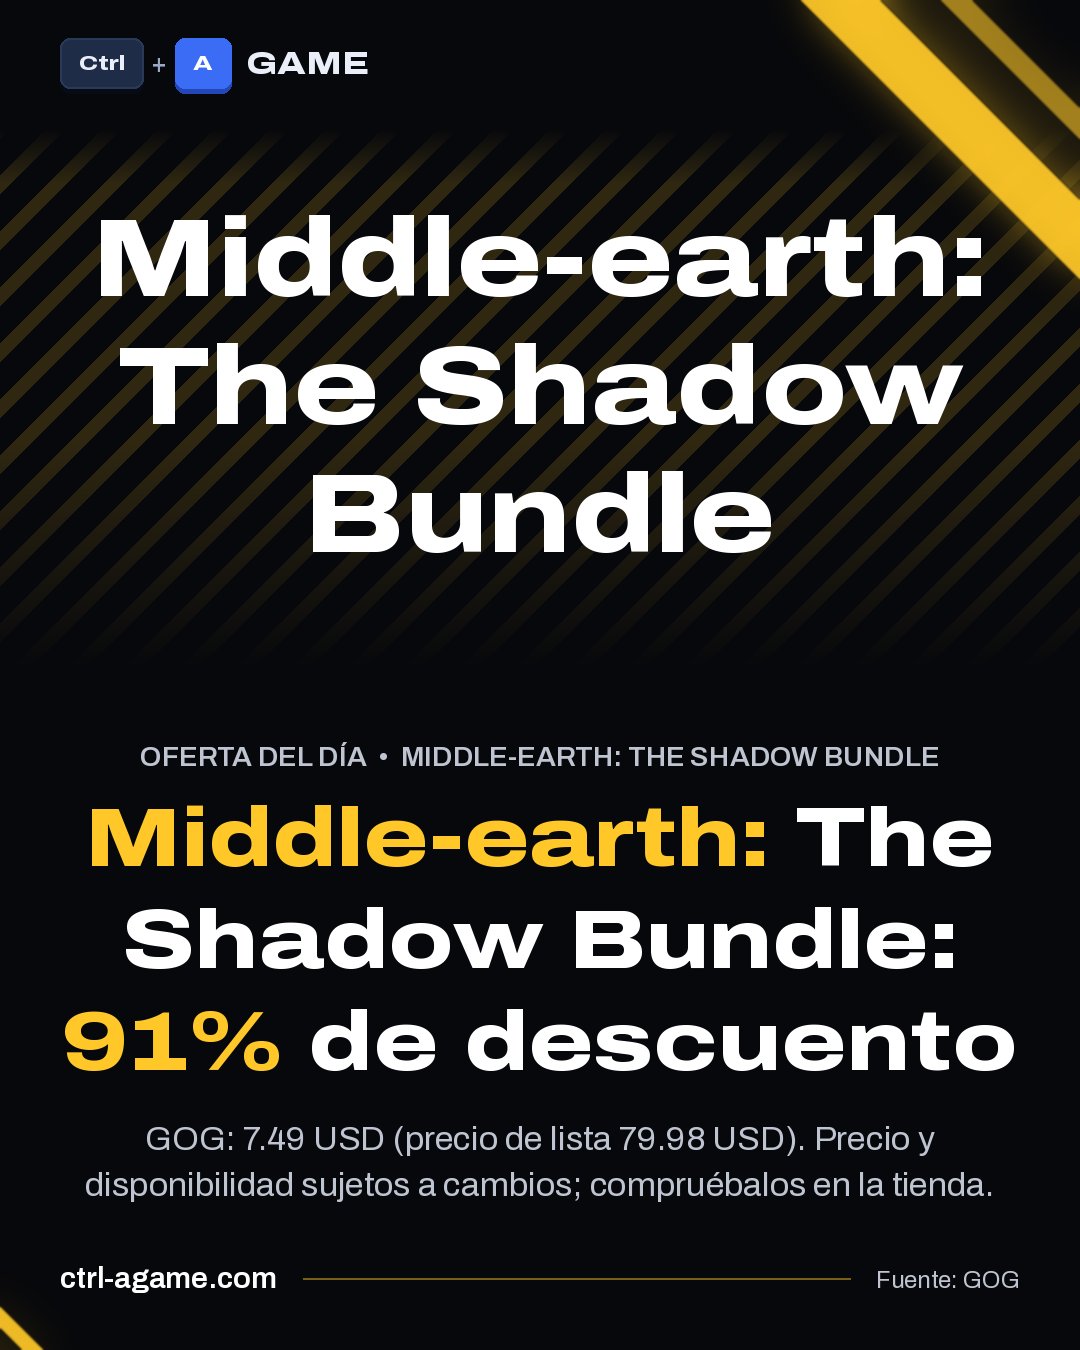 Ctrl + A GAME
Middle-earth:
The Shadow
Bundle
OFERTA DEL DÍA • MIDDLE-EARTH: THE SHADOW BUNDLE
Middle-earth: The
Shadow Bundle:
91% de descuento
GOG: 7.49 USD (precio de lista 79.98 USD). Precio y
disponibilidad sujetos a cambios; compruébalos en la tienda.
ctrl-agame.com
Fuente: GOG